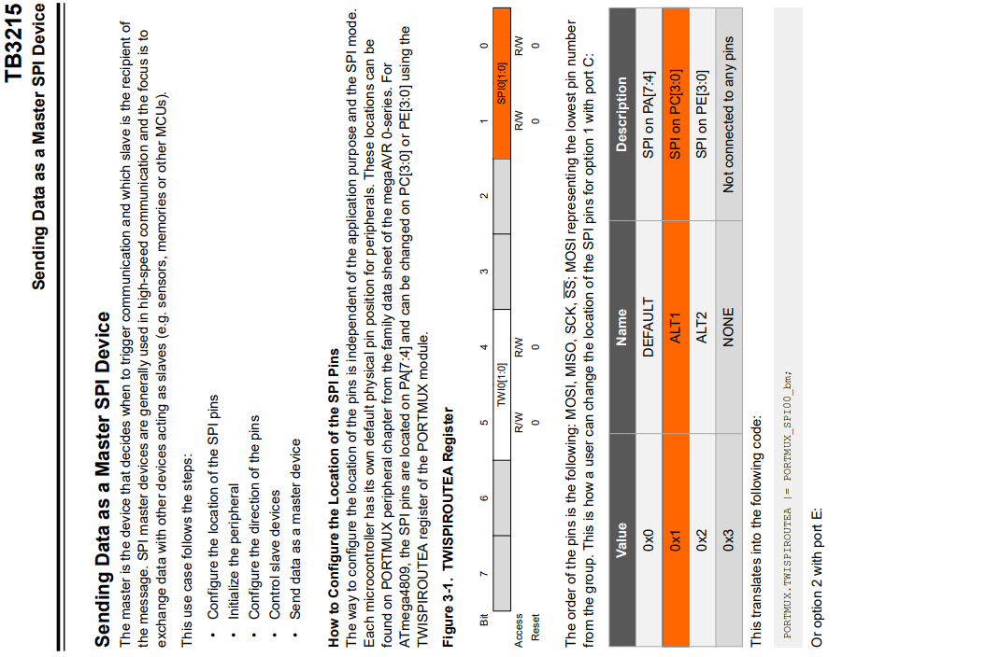 TB3215
Sending Data as a Master SPI Device
Sending Data as a Master SPI Device
The master is the device that decides when to trigger communication and which slave is the recipient of
the message. SPI master devices are generally used in high-speed communication and the focus is to
exchange data with other devices acting as slaves (e.g. sensors, memories or other MCUs).
This use case follows the steps:
• Configure the location of the SPI pins
• Initialize the peripheral
• Configure the direction of the pins
• Control slave devices
• Send data as a master device
How to Configure the Location of the SPI Pins
The way to configure the location of the pins is independent of the application purpose and the SPI mode.
Each microcontroller has its own default physical pin position for peripherals. These locations can be
found on PORTMUX peripheral chapter from the family data sheet of the megaAVR 0-series. For
ATmega4809, the SPI pins are located on PA[7:4] and can be changed on PC[3:0] or PE[3:0] using the
TWISPIROUTEA register of the PORTMUX module.
Figure 3-1. TWISPIROUTEA Register
Bit 7 6 5 4 3 2 1 0
TWI0[1:0] SPI0[1:0]
Access R/W R/W R/W R/W
Reset 0 0 0 0
The order of the pins is the following: MOSI, MISO, SCK, SS; MOSI representing the lowest pin number
from the group. This is how a user can change the location of the SPI pins for option 1 with port C:
Value Name Description
0x0 DEFAULT SPI on PA[7:4]
0x1 ALT1 SPI on PC[3:0]
0x2 ALT2 SPI on PE[3:0]
0x3 NONE Not connected to any pins
This translates into the following code:
PORTMUX.TWISPIROUTEA |= PORTMUX_SPI00_bm;
Or option 2 with port E: